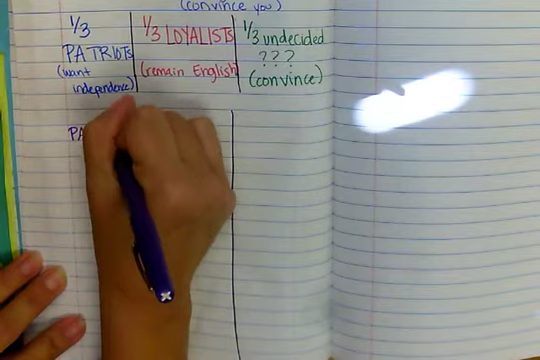 (convince you)
1/3 PATRIOTS (want independence)
1/3 LOYALISTS (remain English)
1/3 undecided ? ? ? (convince)
PA